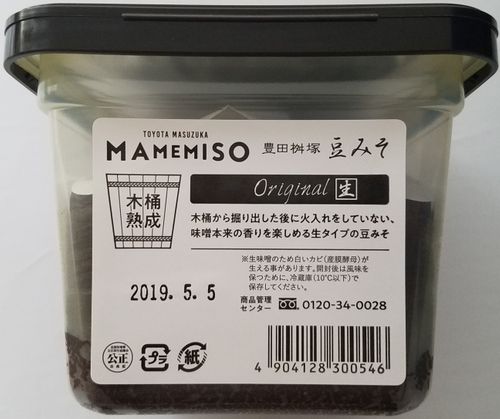 TOYOTA MASUZUKA
MAMEMISO 豊田桝塚 豆みそ
Original 生
木桶
熟成
木桶から掘り出した後に火入れをしていない、
味噌本来の香りを楽しめる生タイプの豆みそ
※生味噌のため白いカビ(産膜酵母)が
生える事があります。開封後は風味を
保つために、冷蔵庫(10℃以下)で
保存してください。
2019.5.5
商品管理
センター 0120-34-0028
公正
プラ
紙
4 904128 300546